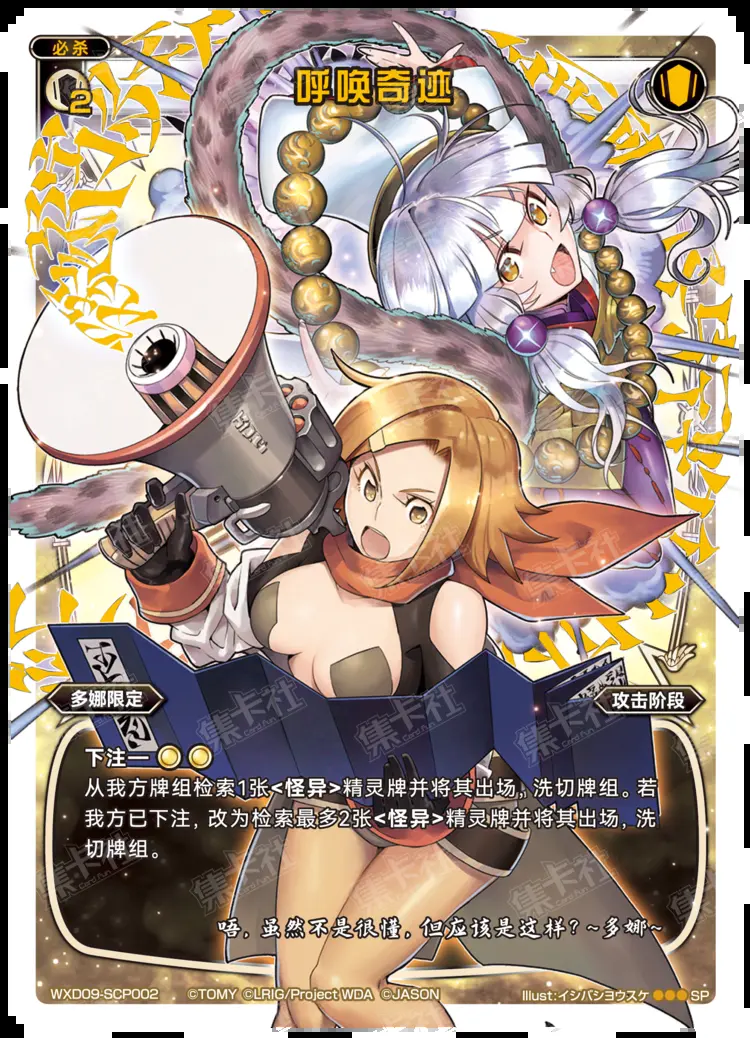 必杀
2
呼唤奇迹
多娜限定
攻击阶段
下注—
从我方牌组检索1张<怪异>精灵牌并将其出场，洗切牌组。若
我方已下注，改为检索最多2张<怪异>精灵牌并将其出场，洗
切牌组。
唔，虽然不是很懂，但应该是这样？~多娜~
WXD09-SCP002 ©TOMY ©LRIG/Project WDA ©JASON
Illust:イシバシヨウスケ SP
集卡社
Card Fun